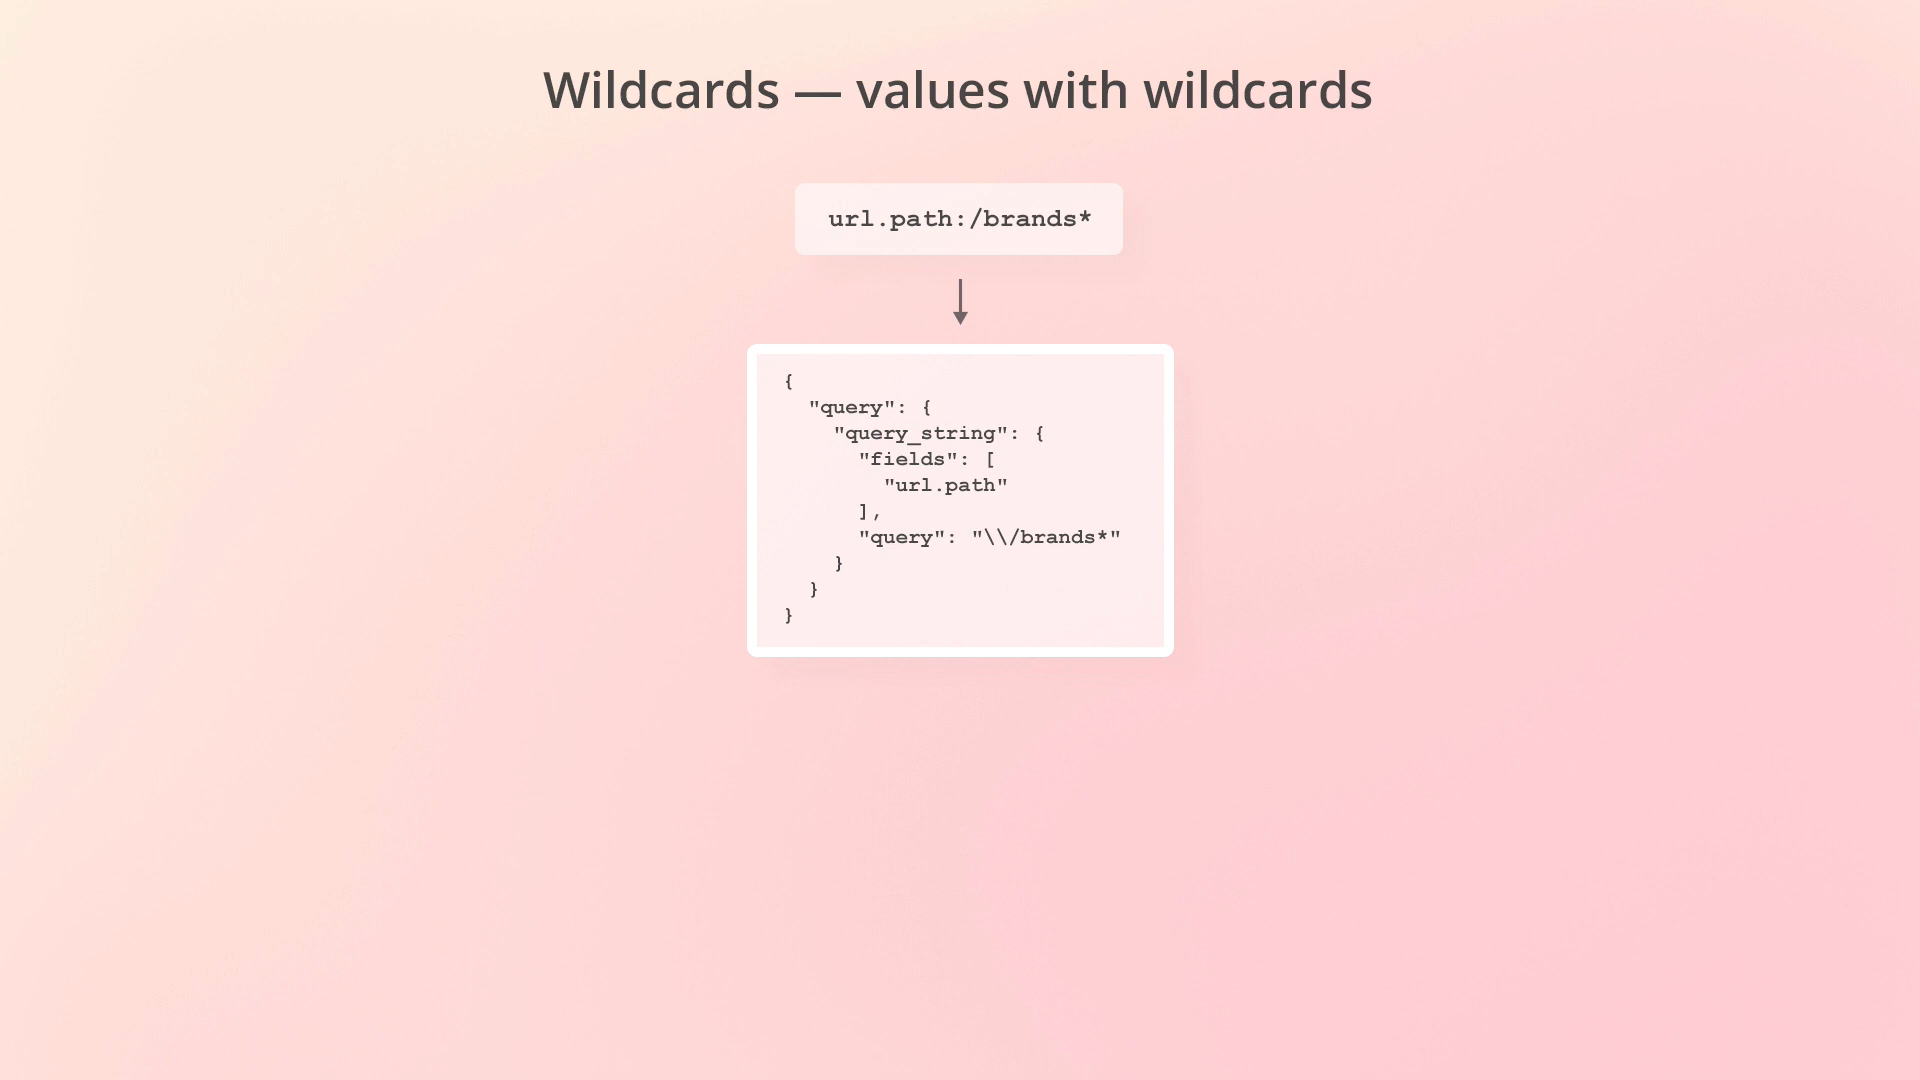 Wildcards — values with wildcards
url.path:/brands*
{
  "query": {
    "query_string": {
      "fields": [
        "url.path"
      ],
      "query": "\\/brands*"
    }
  }
}